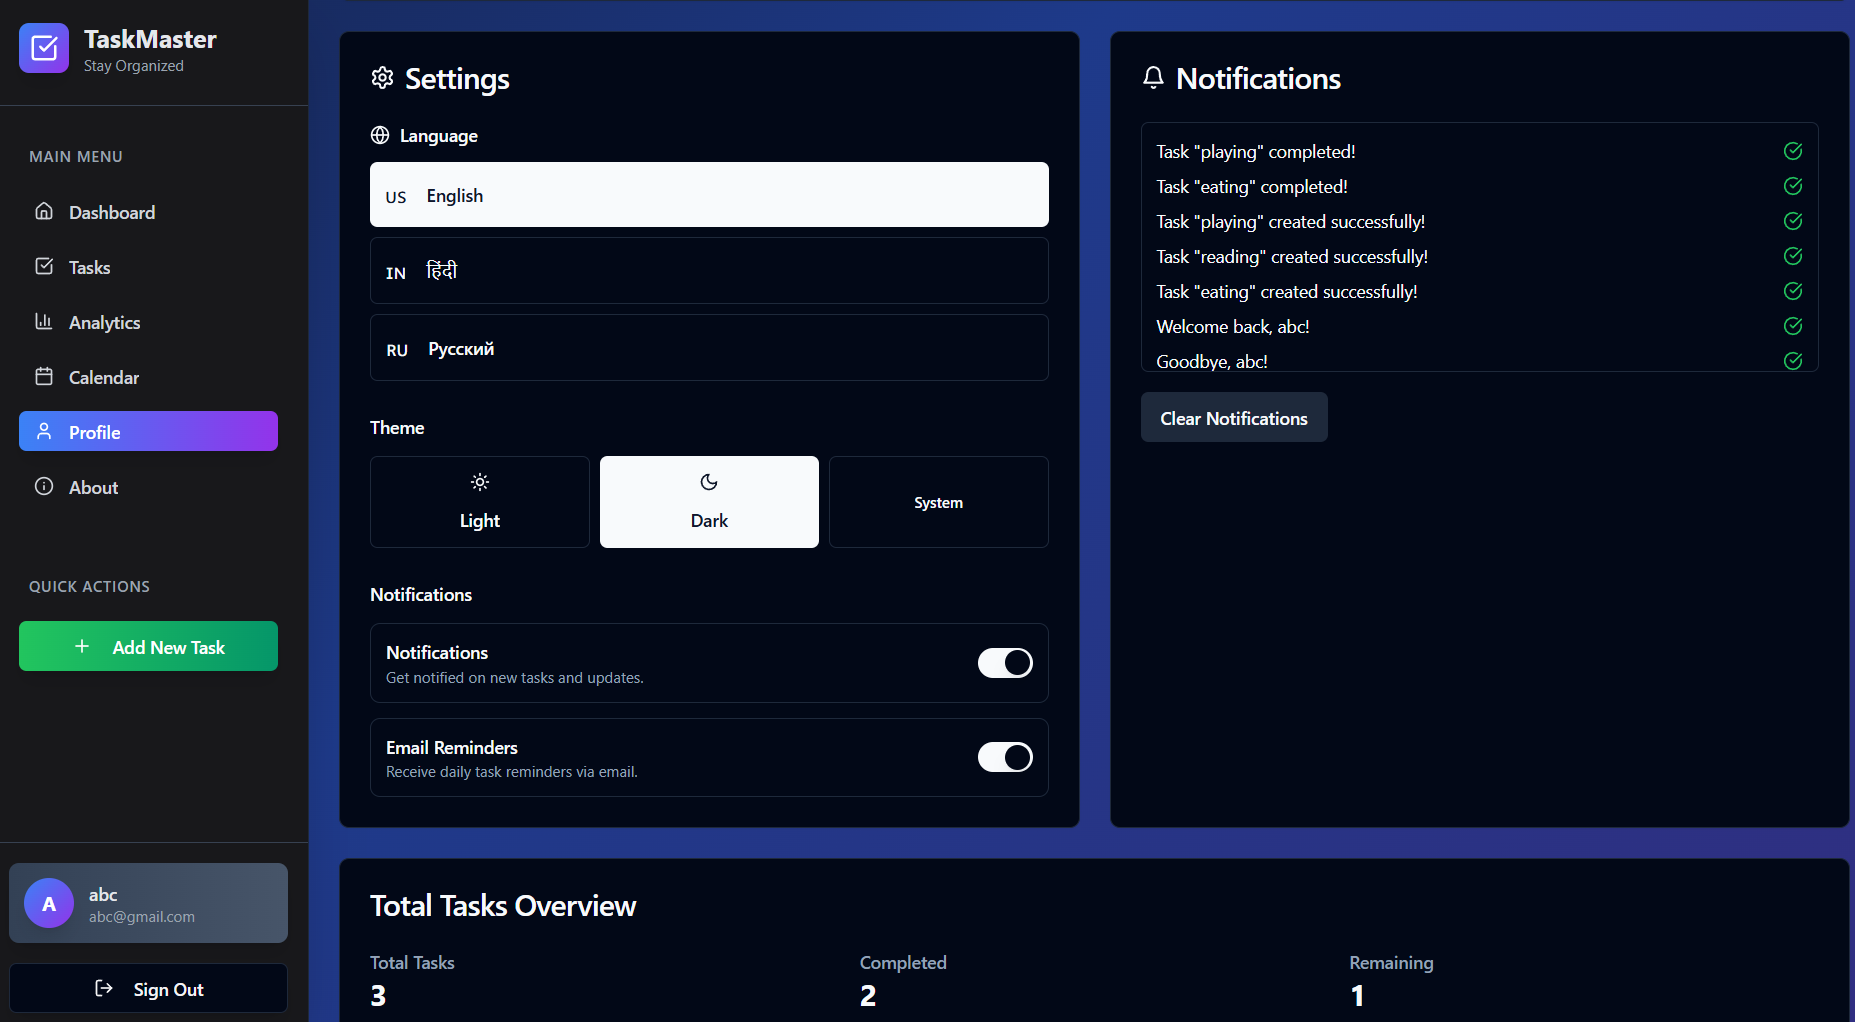 TaskMaster
Stay Organized
MAIN MENU
Dashboard
Tasks
Analytics
Calendar
Profile
About
QUICK ACTIONS
Add New Task
A
abc
abc@gmail.com
Sign Out
Settings
Language
US English
IN हिंदी
RU Русский
Theme
Light
Dark
System
Notifications
Notifications
Get notified on new tasks and updates.
Email Reminders
Receive daily task reminders via email.
Notifications
Task "playing" completed!
Task "eating" completed!
Task "playing" created successfully!
Task "reading" created successfully!
Task "eating" created successfully!
Welcome back, abc!
Goodbye, abc!
Clear Notifications
Total Tasks Overview
Total Tasks
3
Completed
2
Remaining
1